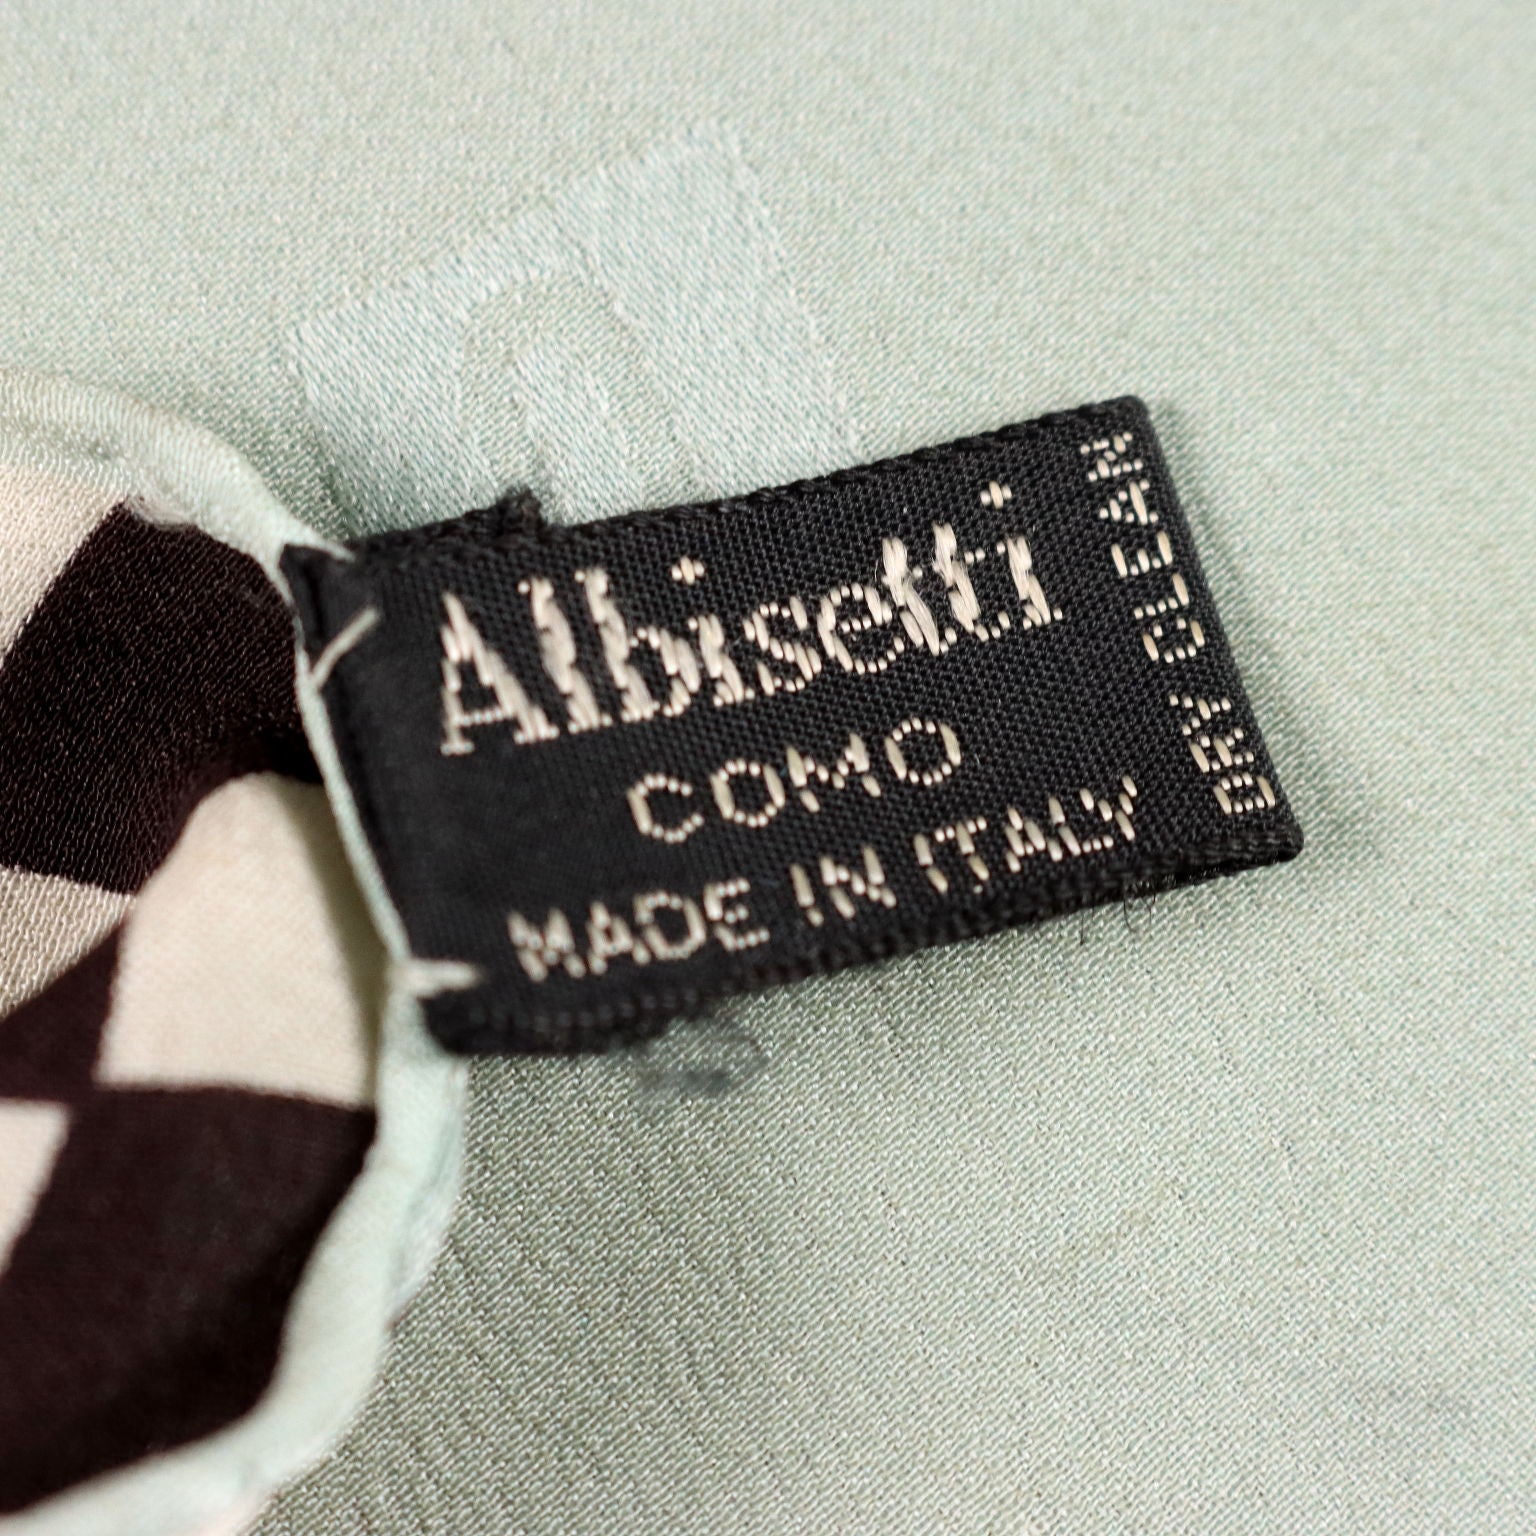 Albisetti
COMO
MADE IN ITALY
DRY CLEAN